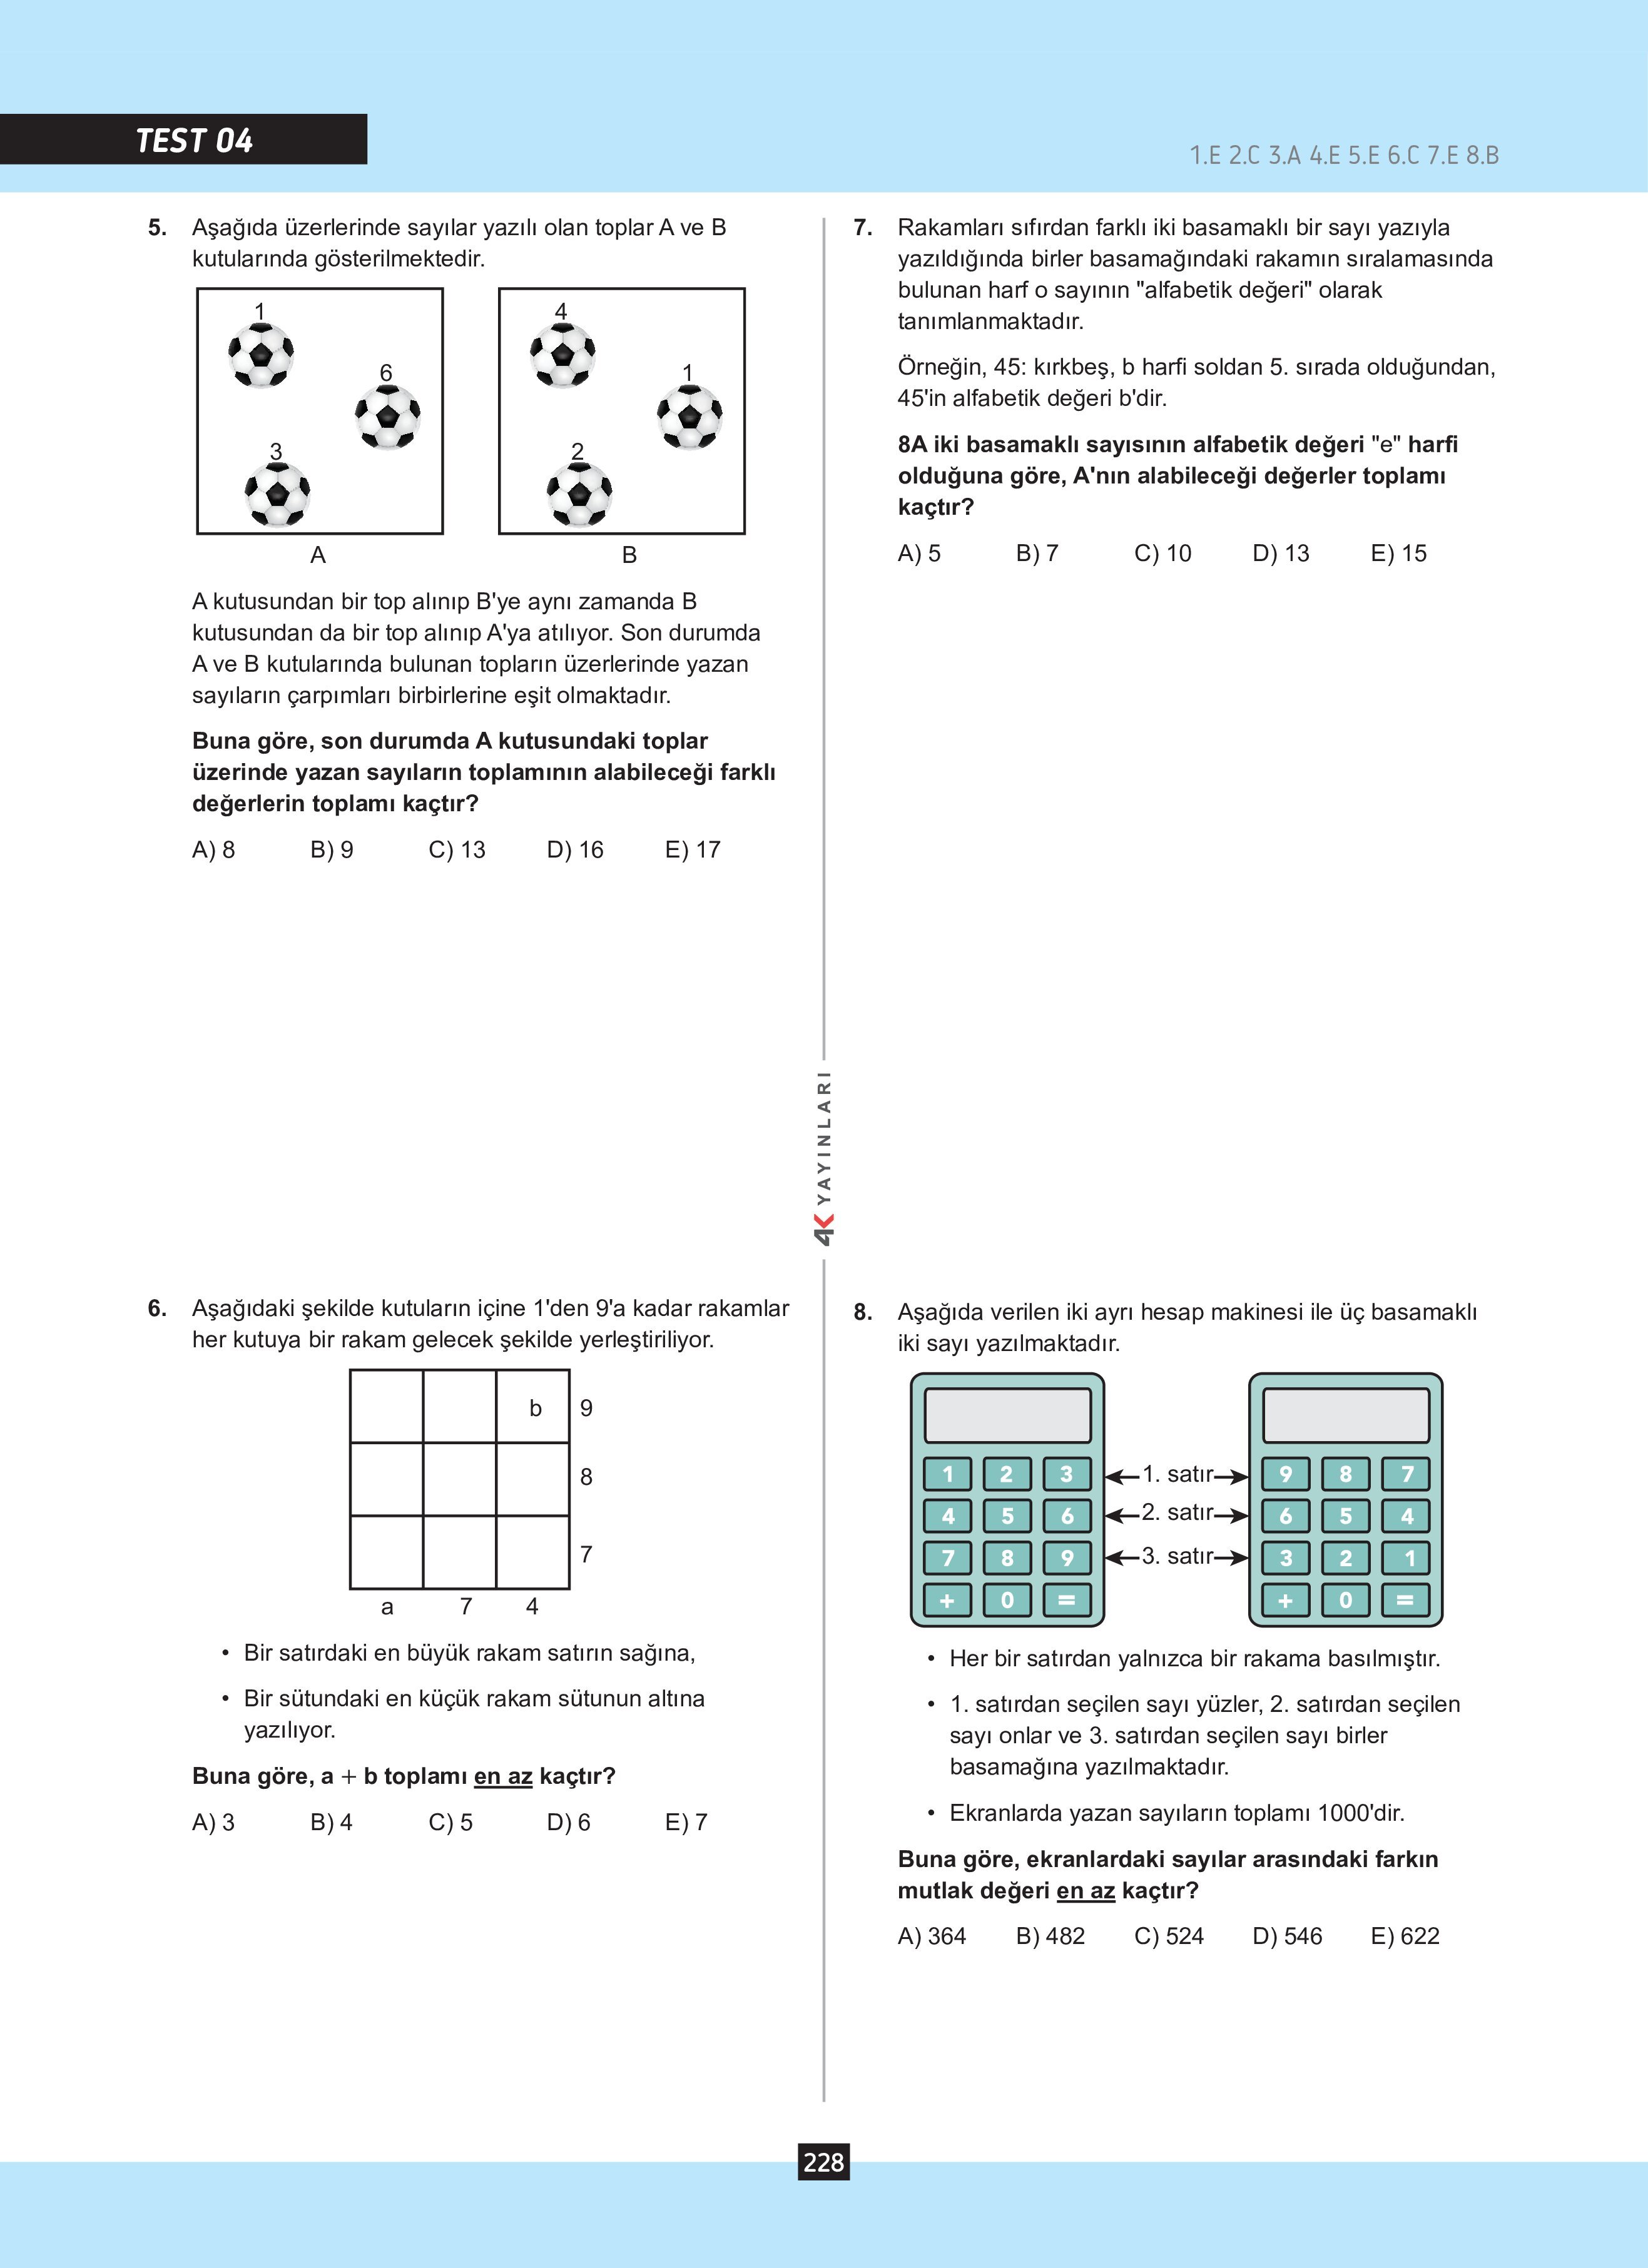 TEST 04
1.E 2.C 3.A 4.E 5.E 6.C 7.E 8.B
5. Aşağıda üzerlerinde sayılar yazılı olan toplar A ve B
kutularında gösterilmektedir.
1
6
3
A
4
1
2
B
A kutusundan bir top alınıp B'ye aynı zamanda B
kutusundan da bir top alınıp A'ya atılıyor. Son durumda
A ve B kutularında bulunan topların üzerlerinde yazan
sayıların çarpımları birbirlerine eşit olmaktadır.
Buna göre, son durumda A kutusundaki toplar
üzerinde yazan sayıların toplamının alabileceği farklı
değerlerin toplamı kaçtır?
A) 8 B) 9 C) 13 D) 16 E) 17
6. Aşağıdaki şekilde kutuların içine 1'den 9'a kadar rakamlar
her kutuya bir rakam gelecek şekilde yerleştiriliyor.
b 9
8
7
a 7 4
• Bir satırdaki en büyük rakam satırın sağına,
• Bir sütundaki en küçük rakam sütunun altına
yazılıyor.
Buna göre, a + b toplamı en az kaçtır?
A) 3 B) 4 C) 5 D) 6 E) 7
4K YAYINLARI
7. Rakamları sıfırdan farklı iki basamaklı bir sayı yazıyla
yazıldığında birler basamağındaki rakamın sıralamasında
bulunan harf o sayının "alfabetik değeri" olarak
tanımlanmaktadır.
Örneğin, 45: kırkbeş, b harfi soldan 5. sırada olduğundan,
45'in alfabetik değeri b'dir.
8A iki basamaklı sayısının alfabetik değeri "e" harfi
olduğuna göre, A'nın alabileceği değerler toplamı
kaçtır?
A) 5 B) 7 C) 10 D) 13 E) 15
8. Aşağıda verilen iki ayrı hesap makinesi ile üç basamaklı
iki sayı yazılmaktadır.
1 2 3 1. satır 9 8 7
4 5 6 2. satır 6 5 4
7 8 9 3. satır 3 2 1
+ 0 = + 0 =
• Her bir satırdan yalnızca bir rakama basılmıştır.
• 1. satırdan seçilen sayı yüzler, 2. satırdan seçilen
sayı onlar ve 3. satırdan seçilen sayı birler
basamağına yazılmaktadır.
• Ekranlarda yazan sayıların toplamı 1000'dir.
Buna göre, ekranlardaki sayılar arasındaki farkın
mutlak değeri en az kaçtır?
A) 364 B) 482 C) 524 D) 546 E) 622
228